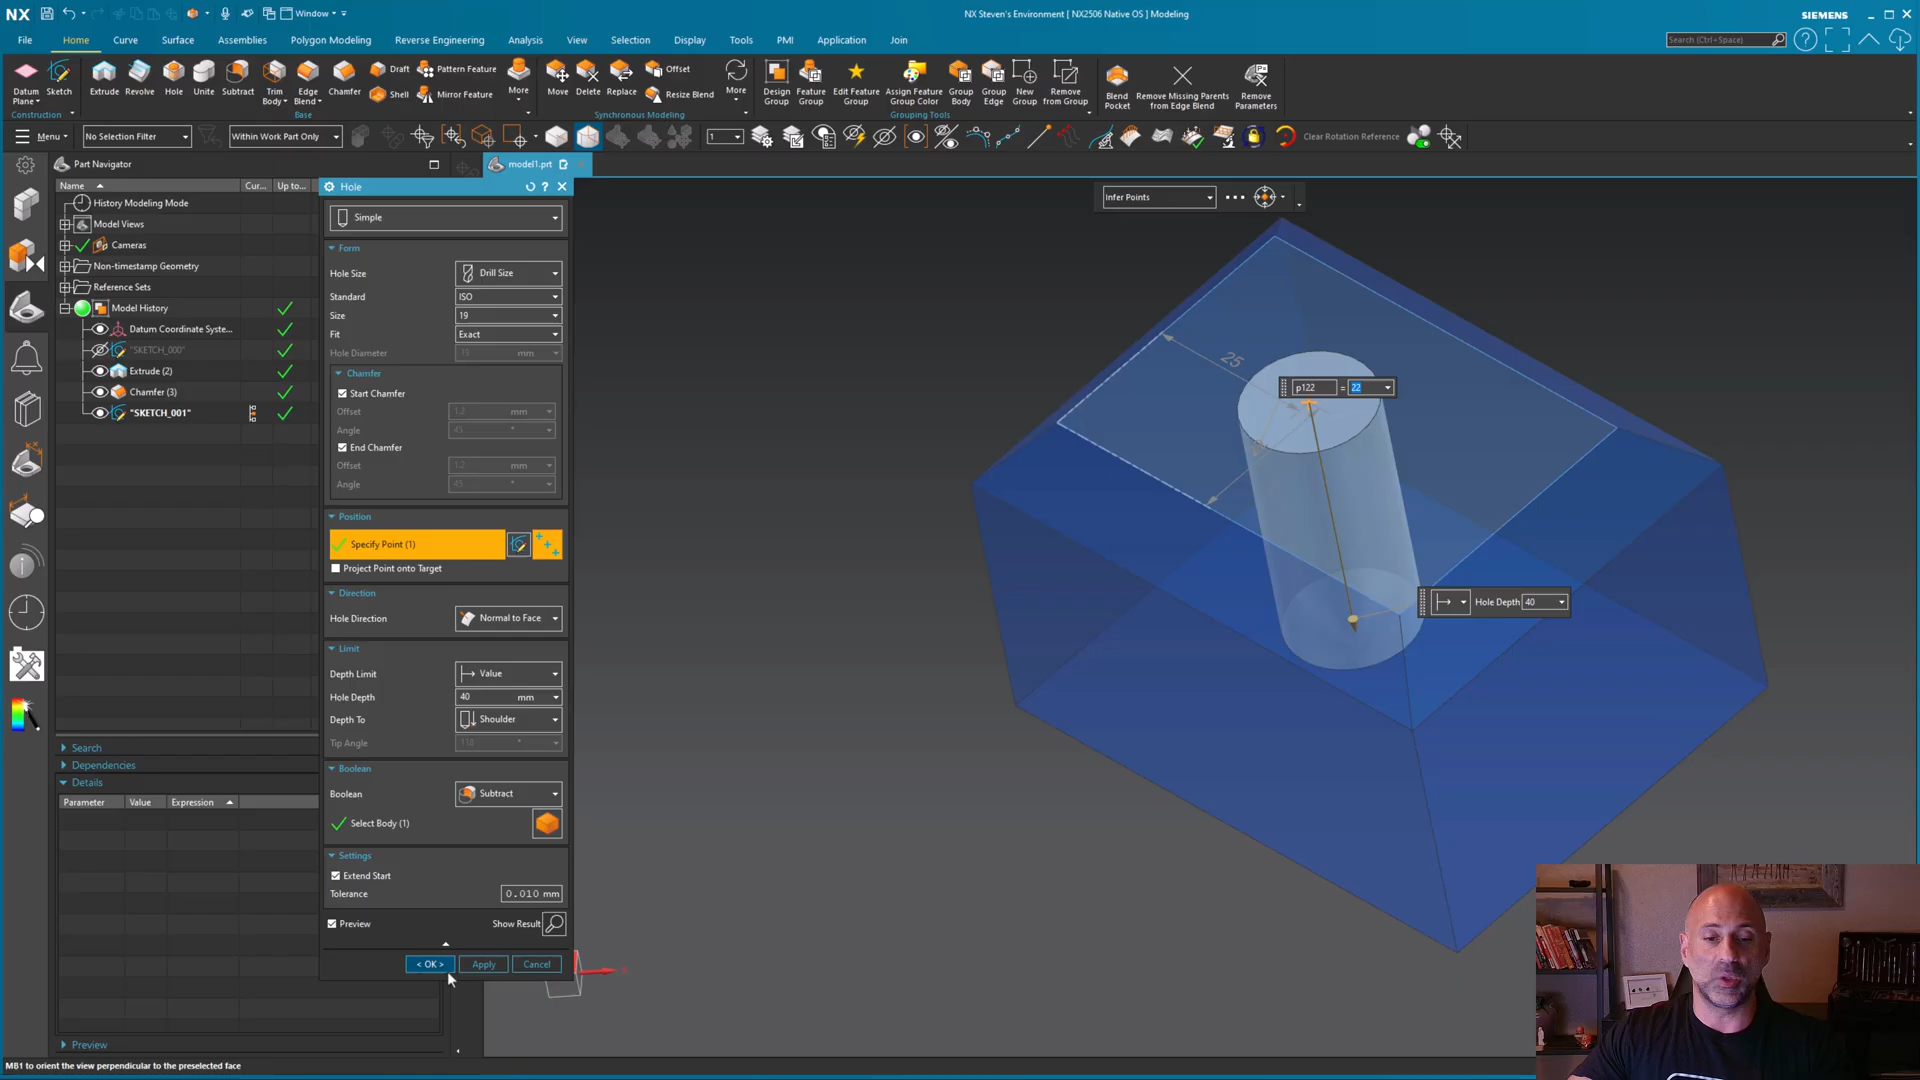 NX
Window
NX Steven's Environment [ NX2506 Native OS ] Modeling
SIEMENS
File
Home
Curve
Surface
Assemblies
Polygon Modeling
Reverse Engineering
Analysis
View
Selection
Display
Tools
PMI
Application
Join
Search (Ctrl+Space)
Datum Plane
Sketch
Extrude
Revolve
Hole
Unite
Subtract
Trim Body
Edge Blend
Chamfer
Draft
Shell
Pattern Feature
Mirror Feature
More
Move
Delete
Replace
Offset
Resize Blend
More
Design Group
Feature Group
Edit Feature Group
Assign Feature Group Color
Group Body
Group Edge
New Group
Remove from Group
Blend Pocket
Remove Missing Parents from Edge Blend
Remove Parameters
Construction
Base
Synchronous Modeling
Grouping Tools
Menu
No Selection Filter
Within Work Part Only
1
Clear Rotation Reference
Part Navigator
model1.prt
Name
Cur...
Up to...
History Modeling Mode
Model Views
Cameras
Non-timestamp Geometry
Reference Sets
Model History
Datum Coordinate Syste...
"SKETCH_000"
Extrude (2)
Chamfer (3)
"SKETCH_001"
Search
Dependencies
Details
Parameter
Value
Expression
Preview
Hole
Simple
Form
Hole Size
Drill Size
Standard
ISO
Size
19
Fit
Exact
Hole Diameter
mm
Chamfer
Start Chamfer
Offset
1.2
mm
Angle
45
°
End Chamfer
Offset
1.2
mm
Angle
45
°
Position
Specify Point (1)
Project Point onto Target
Direction
Hole Direction
Normal to Face
Limit
Depth Limit
Value
Hole Depth
40
mm
Depth To
Shoulder
Tip Angle
118
°
Boolean
Boolean
Subtract
Select Body (1)
Settings
Extend Start
Tolerance
0.010 mm
Preview
Show Result
< OK >
Apply
Cancel
Infer Points
25
p122 = 22
Hole Depth 40
MB1 to orient the view perpendicular to the preselected face